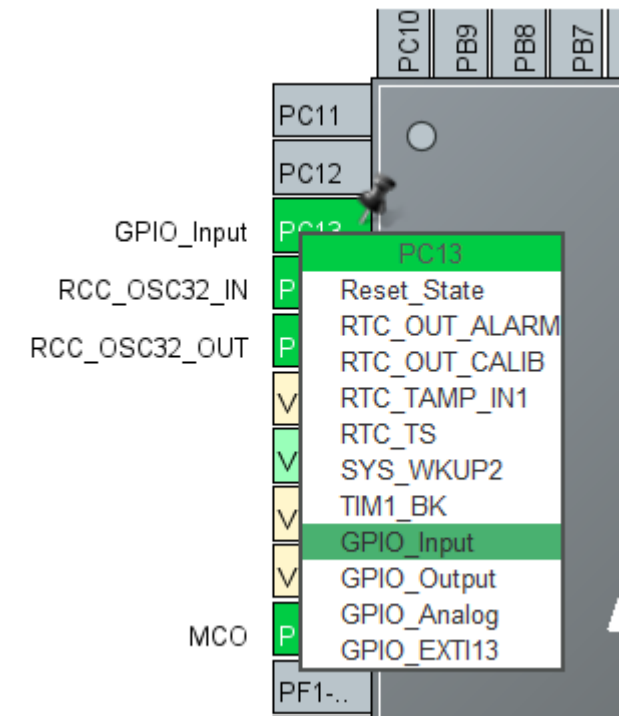 PC10
PB9
PB8
PB7
PC11
PC12
GPIO_Input
PC13
RCC_OSC32_IN
P
RCC_OSC32_OUT
P
V
V
V
V
MCO
P
PF1-..
PC13
Reset_State
RTC_OUT_ALARM
RTC_OUT_CALIB
RTC_TAMP_IN1
RTC_TS
SYS_WKUP2
TIM1_BK
GPIO_Input
GPIO_Output
GPIO_Analog
GPIO_EXTI13